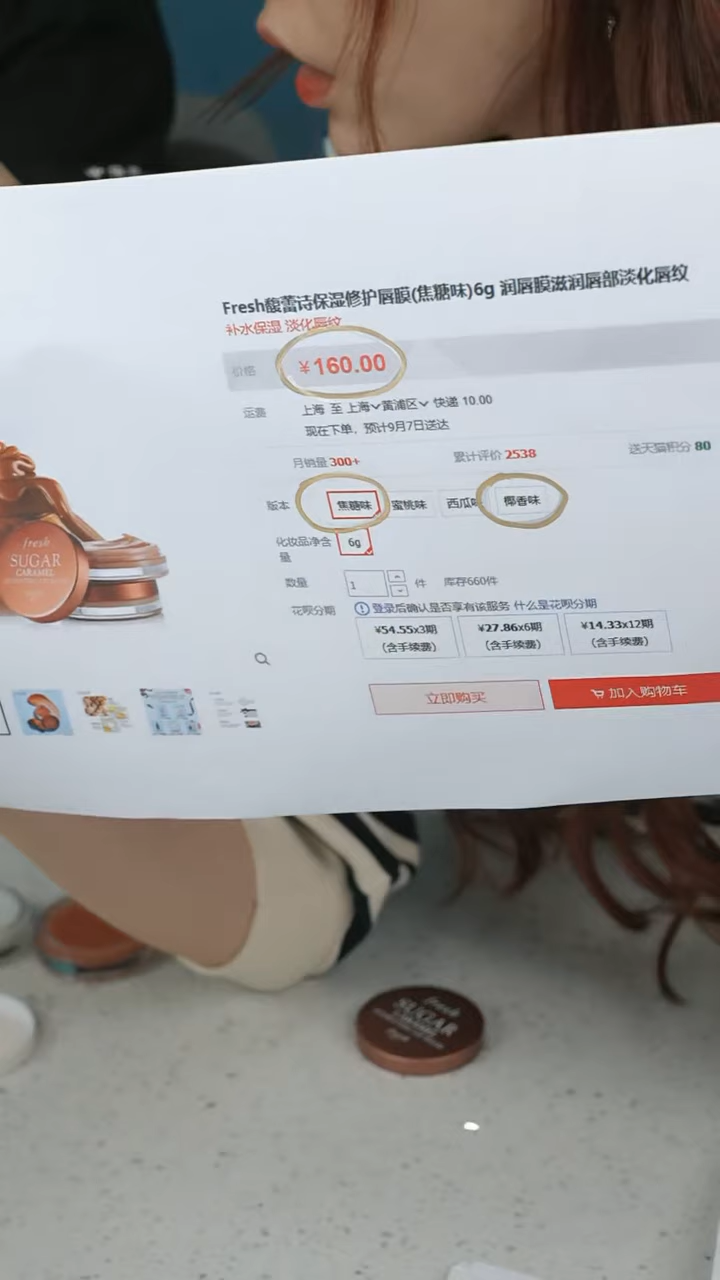 Fresh馥蕾诗保湿修护唇膜(焦糖味)6g 润唇膜滋润唇部淡化唇纹
补水保湿 淡化唇纹
价格 ¥160.00
运费 上海 至 上海 黄浦区 快递 10.00
现在下单，预计9月7日送达
月销量 300+ 累计评价 2538 送天猫积分 80
版本 焦糖味 蜜桃味 西瓜味 椰香味
化妆品净含量 6g
数量 1 件 库存660件
花呗分期 登录后确认是否享有该服务 什么是花呗分期
¥54.55x3期 ¥27.86x6期 ¥14.33x12期
(含手续费) (含手续费) (含手续费)
立即购买 加入购物车
fresh
SUGAR
CARAMEL
fresh
SUGAR